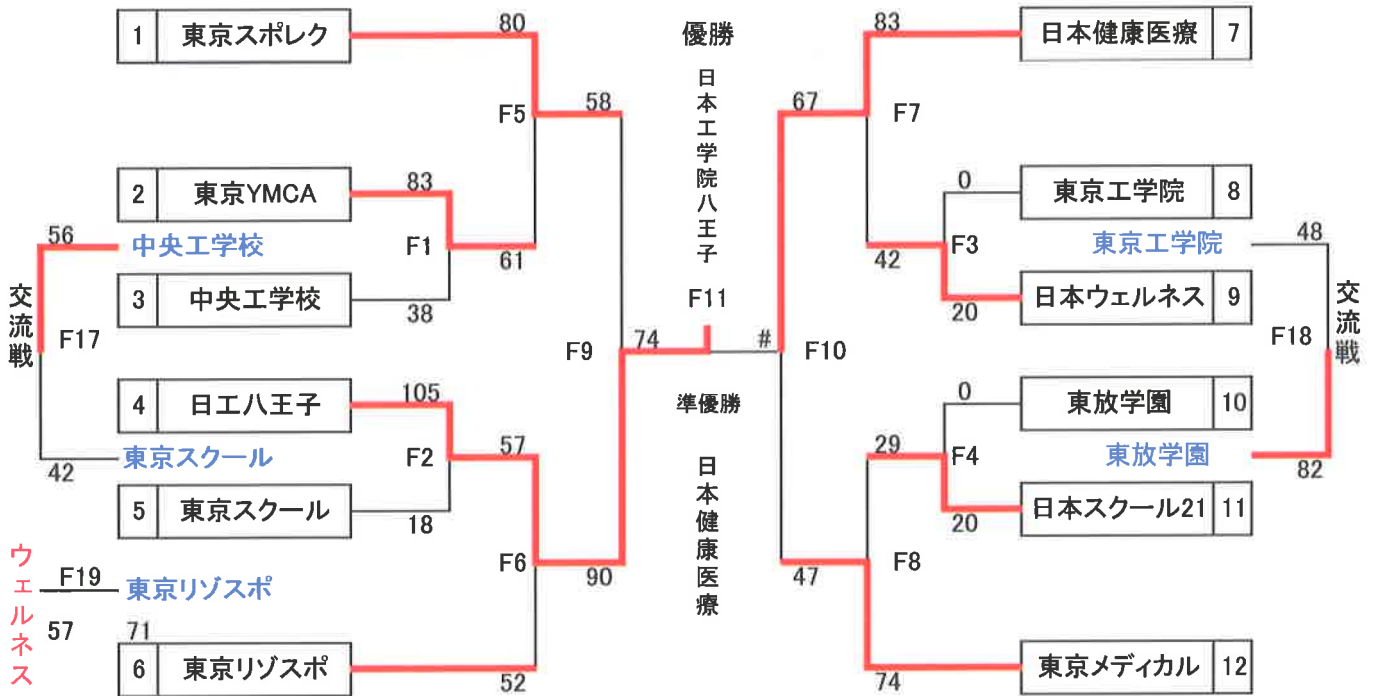 80
優勝
83
1 東京スポレク
日本健康医療 7
日本工学院八王子
58
67
F5
F7
83
0
2 東京YMCA
東京工学院 8
56
中央工学校
F1
61
42
F3
東京工学院
48
3 中央工学校
38
F11
日本ウェルネス 9
20
交流戦
F17
F9
74
#
F10
F18
交流戦
105
0
4 日工八王子
準優勝
東放学園 10
42
東京スクール
F2
57
29
F4
東放学園
82
5 東京スクール
18
日本健康医療
日本スクール21 11
20
ウェルネス
F19
東京リゾスポ
F6
90
47
F8
57
71
6 東京リゾスポ
52
東京メディカル 12
74